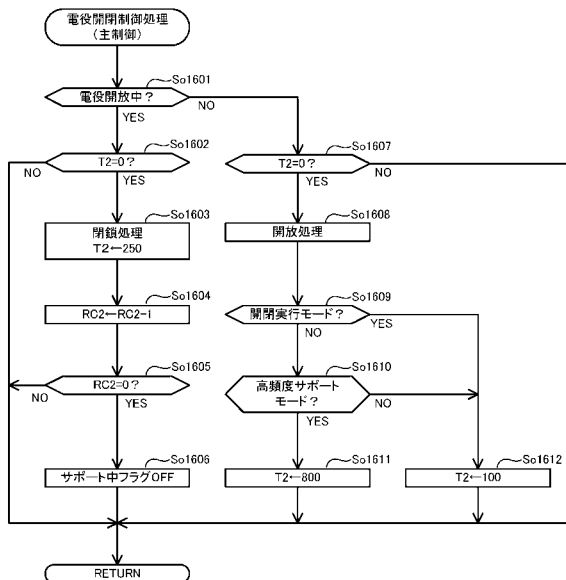 電役開閉制御処理
(主制御)
So1601
電役開放中?
NO
YES
So1602
T2=0?
NO
YES
So1603
閉鎖処理
T2←250
So1604
RC2←RC2-1
So1605
RC2=0?
NO
YES
So1606
サポート中フラグOFF
So1607
T2=0?
NO
YES
So1608
開放処理
So1609
開閉実行モード?
YES
NO
So1610
高頻度サポート
モード?
NO
YES
So1611
T2←800
So1612
T2←100
RETURN